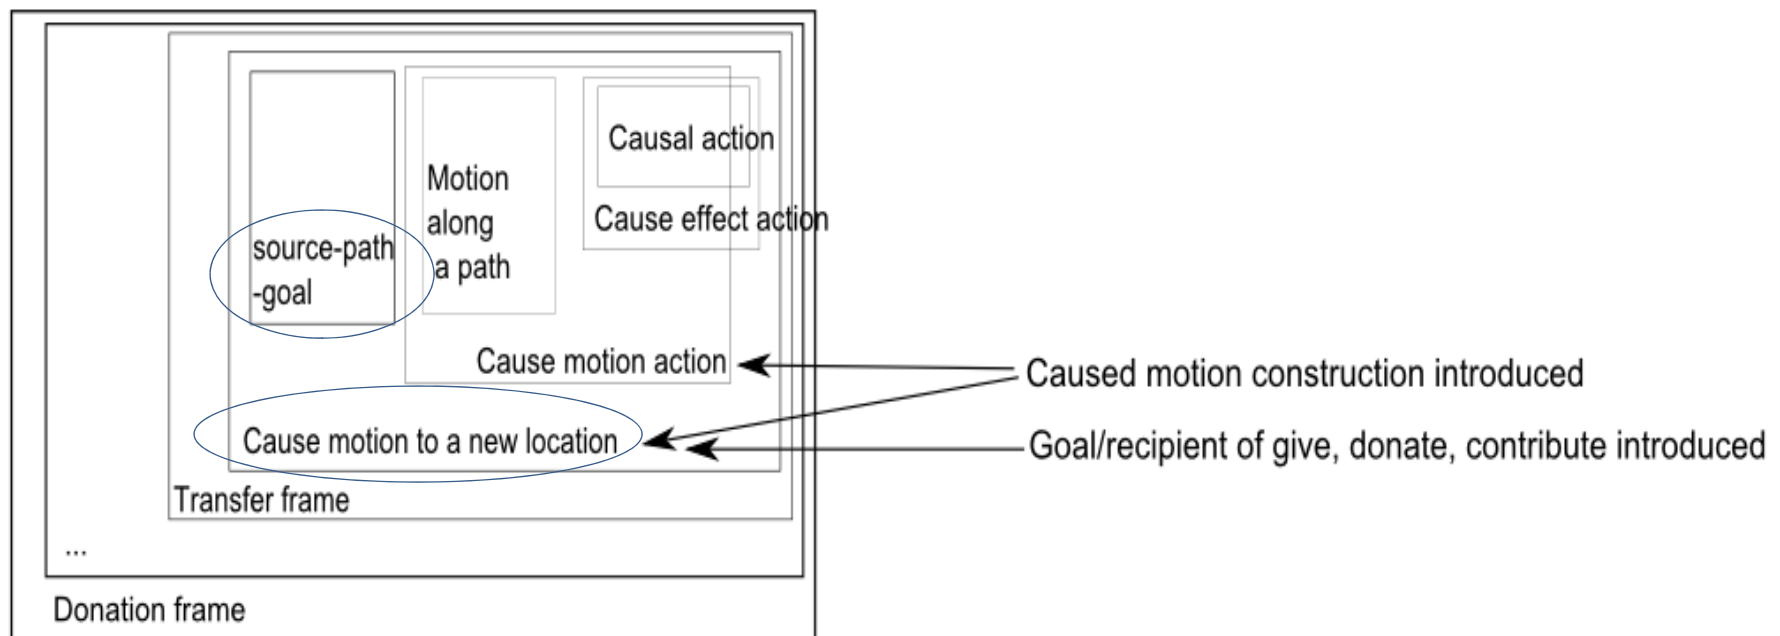 Causal action
Motion
along
a path
Cause effect action
source-path
-goal
Cause motion action
Caused motion construction introduced
Cause motion to a new location
Goal/recipient of give, donate, contribute introduced
Transfer frame
...
Donation frame